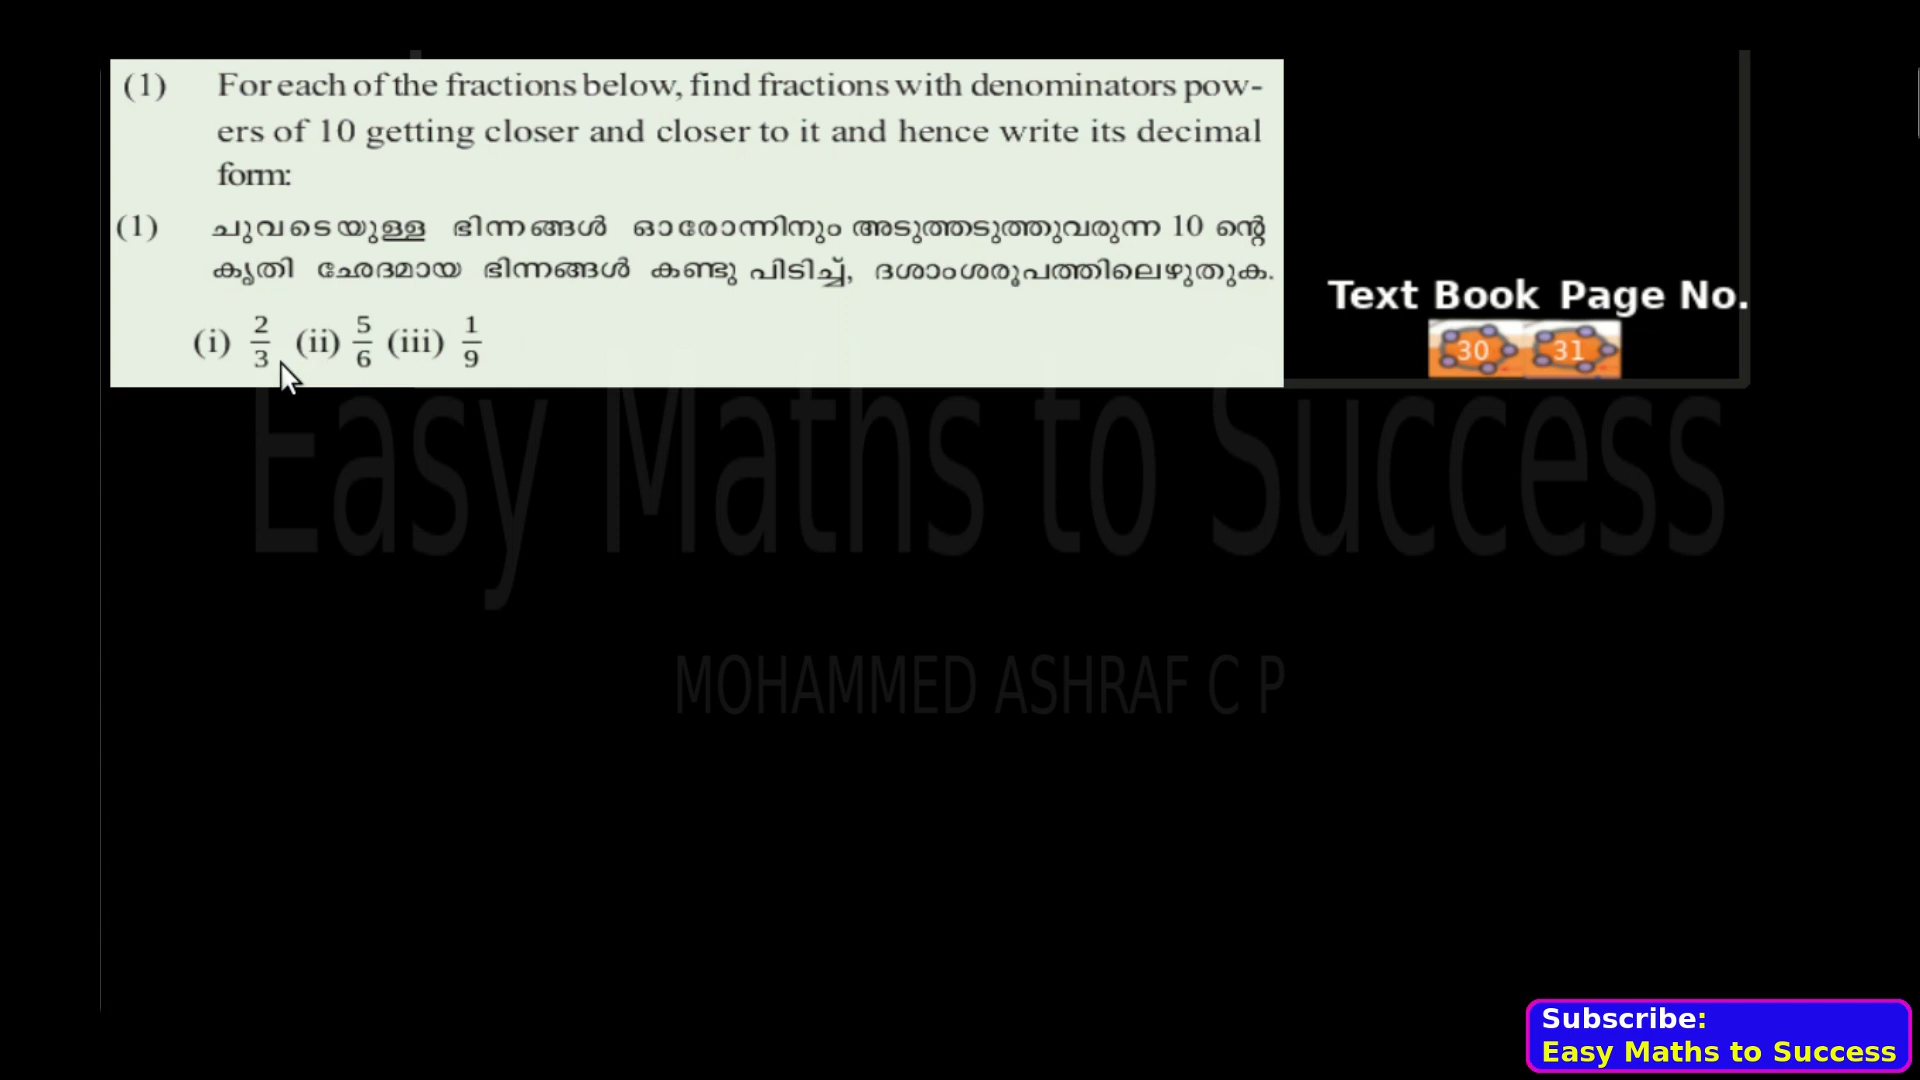 (1) For each of the fractions below, find fractions with denominators pow-
ers of 10 getting closer and closer to it and hence write its decimal
form:
(1) ചുവടെയുള്ള ഭിന്നങ്ങൾ ഓരോന്നിനും അടുത്തടുത്തുവരുന്ന 10 ന്റെ
കൃതി ഛേദമായ ഭിന്നങ്ങൾ കണ്ടു പിടിച്ച്, ദശാംശരൂപത്തിലെഴുതുക.
(i) 2/3 (ii) 5/6 (iii) 1/9
Text Book Page No.
30 31
Easy Maths to Success
MOHAMMED ASHRAF C P
Subscribe:
Easy Maths to Success